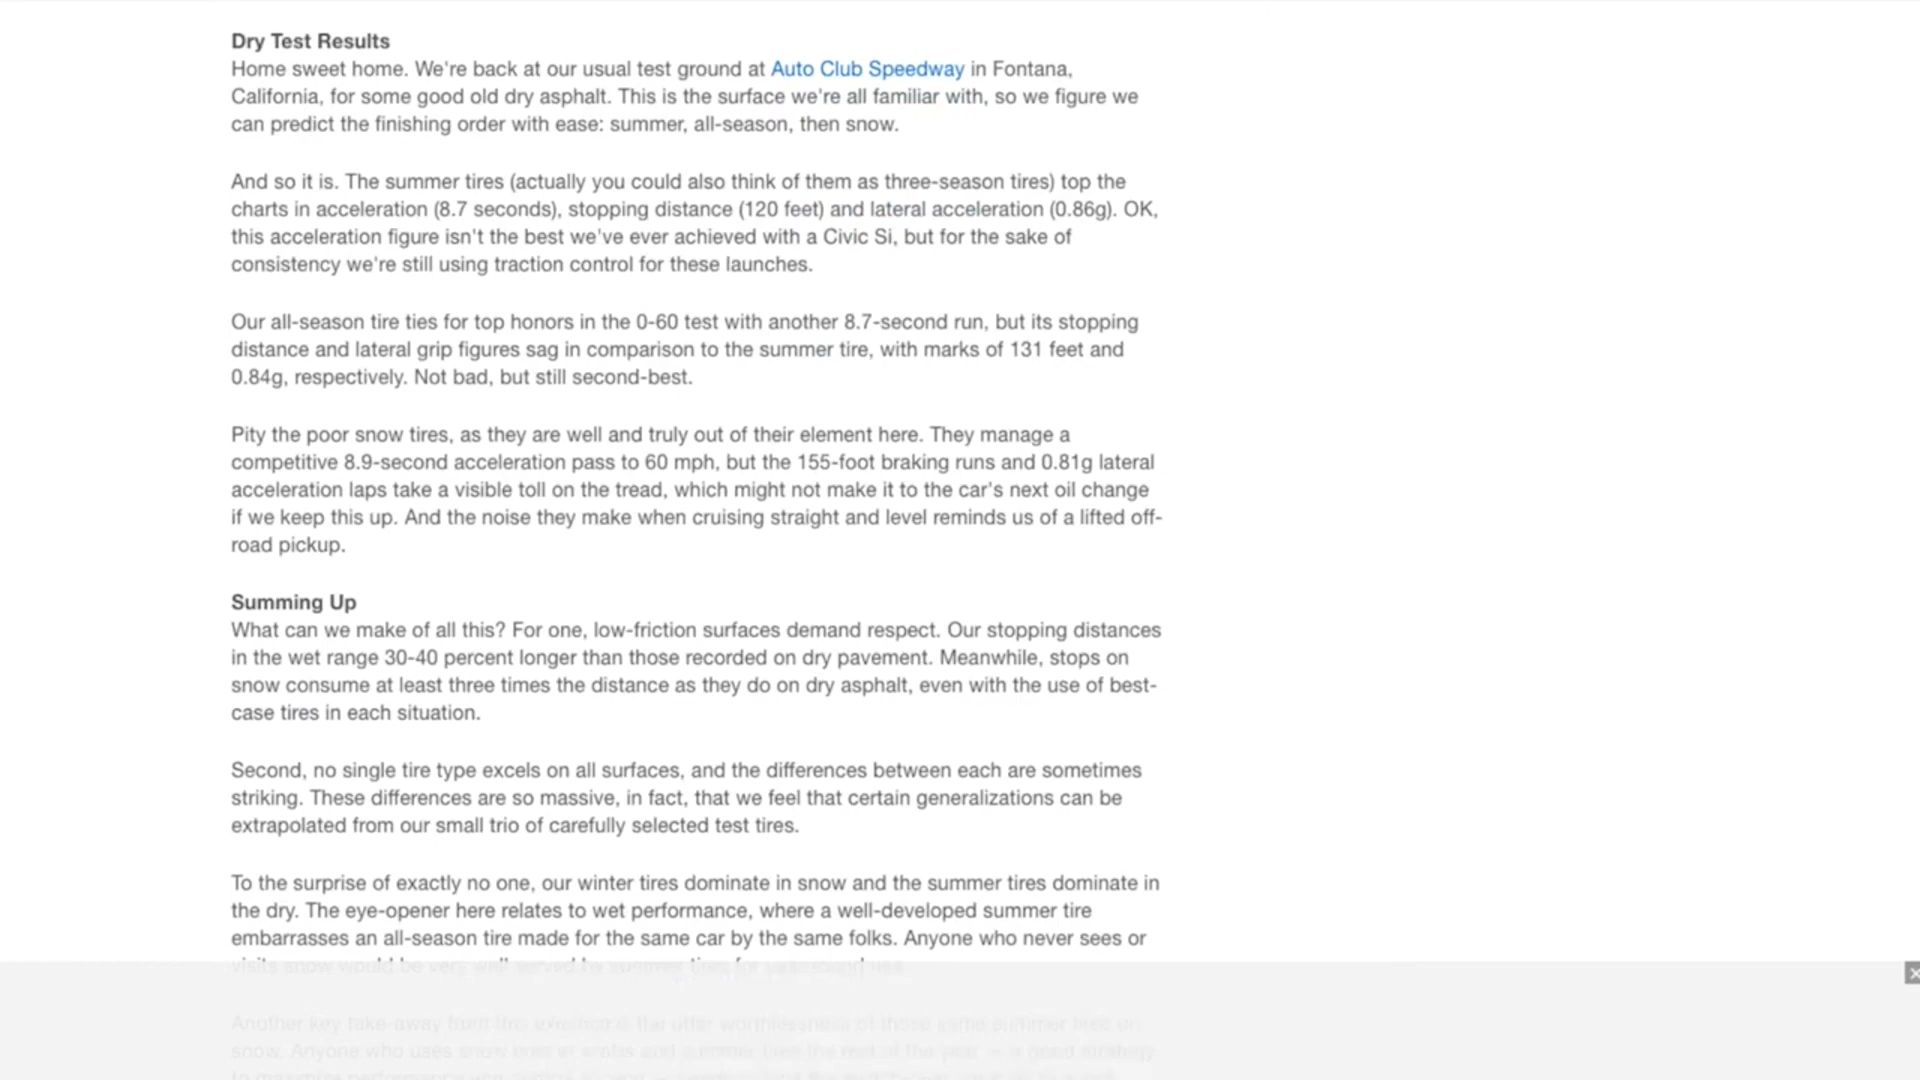 Dry Test Results
Home sweet home. We're back at our usual test ground at Auto Club Speedway in Fontana,
California, for some good old dry asphalt. This is the surface we're all familiar with, so we figure we
can predict the finishing order with ease: summer, all-season, then snow.
And so it is. The summer tires (actually you could also think of them as three-season tires) top the
charts in acceleration (8.7 seconds), stopping distance (120 feet) and lateral acceleration (0.86g). OK,
this acceleration figure isn't the best we've ever achieved with a Civic Si, but for the sake of
consistency we're still using traction control for these launches.
Our all-season tire ties for top honors in the 0-60 test with another 8.7-second run, but its stopping
distance and lateral grip figures sag in comparison to the summer tire, with marks of 131 feet and
0.84g, respectively. Not bad, but still second-best.
Pity the poor snow tires, as they are well and truly out of their element here. They manage a
competitive 8.9-second acceleration pass to 60 mph, but the 155-foot braking runs and 0.81g lateral
acceleration laps take a visible toll on the tread, which might not make it to the car's next oil change
if we keep this up. And the noise they make when cruising straight and level reminds us of a lifted off-
road pickup.
Summing Up
What can we make of all this? For one, low-friction surfaces demand respect. Our stopping distances
in the wet range 30-40 percent longer than those recorded on dry pavement. Meanwhile, stops on
snow consume at least three times the distance as they do on dry asphalt, even with the use of best-
case tires in each situation.
Second, no single tire type excels on all surfaces, and the differences between each are sometimes
striking. These differences are so massive, in fact, that we feel that certain generalizations can be
extrapolated from our small trio of carefully selected test tires.
To the surprise of exactly no one, our winter tires dominate in snow and the summer tires dominate in
the dry. The eye-opener here relates to wet performance, where a well-developed summer tire
embarrasses an all-season tire made for the same car by the same folks. Anyone who never sees or
visits snow would be very well served by summer tires for
Another key take-away from this
snow. Anyone who uses